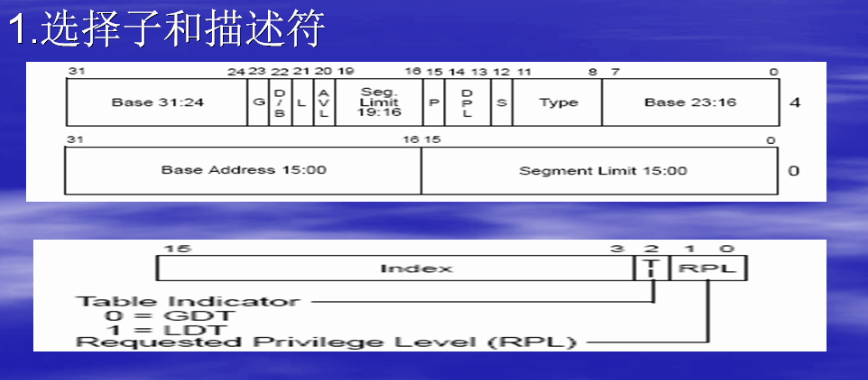 1.选择子和描述符
31 24 23 22 21 20 19 16 15 14 13 12 11 8 7 0
Base 31:24 G D/B L AVL Seg. Limit 19:16 P DPL S Type Base 23:16 4
31 16 15 0
Base Address 15:00 Segment Limit 15:00 0
15 3 2 1 0
Index TI RPL
Table Indicator
0 = GDT
1 = LDT
Requested Privilege Level (RPL)